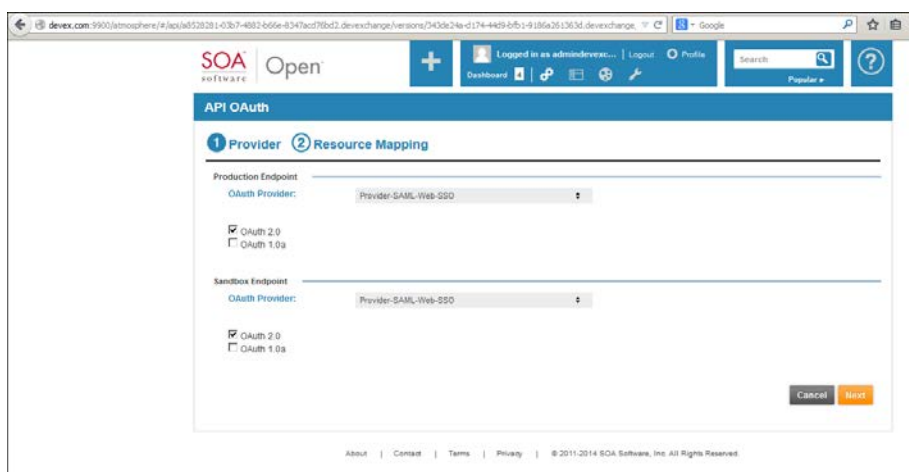 devex.com:9900/atmosphere/#/api/a8528281-03b7-4882-b66e-8347acd76bd2.devexchange/versions/343de24a-d174-44d9-bfb1-9186a261363d.devexchange,
Google
SOA
software
Open
Logged in as admindevexc... | Logout Profile
Dashboard 4
Search
Popular
?
API OAuth
1 Provider 2 Resource Mapping
Production Endpoint
OAuth Provider:
Provider-SAML-Web-SSO
OAuth 2.0
OAuth 1.0a
Sandbox Endpoint
OAuth Provider:
Provider-SAML-Web-SSO
OAuth 2.0
OAuth 1.0a
Cancel Next
About | Contact | Terms | Privacy | © 2011-2014 SOA Software, Inc. All Rights Reserved